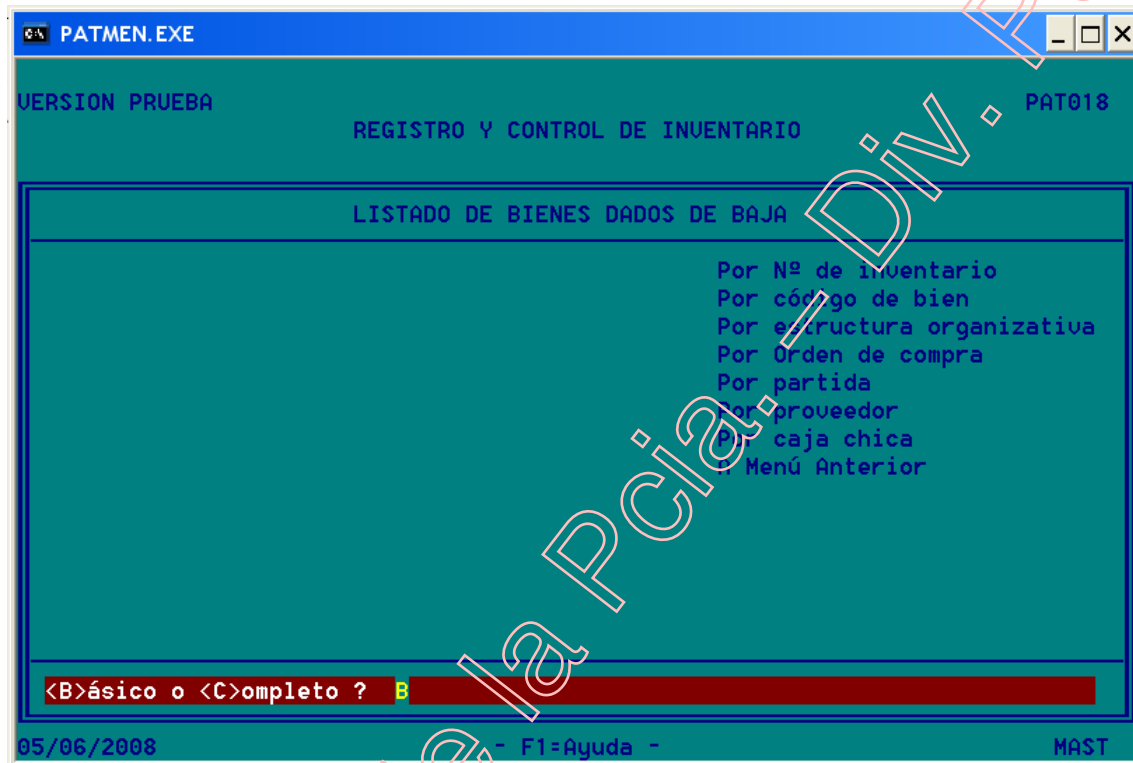 PATMEN.EXE
VERSION PRUEBA PAT018
REGISTRO Y CONTROL DE INVENTARIO
LISTADO DE BIENES DADOS DE BAJA
Por Nº de inventario
Por código de bien
Por estructura organizativa
Por Orden de compra
Por partida
Por proveedor
Por caja chica
A Menú Anterior
<B>ásico o <C>ompleto ? B
05/06/2008 - F1=Ayuda - MAST
la Pcia. - Div. P